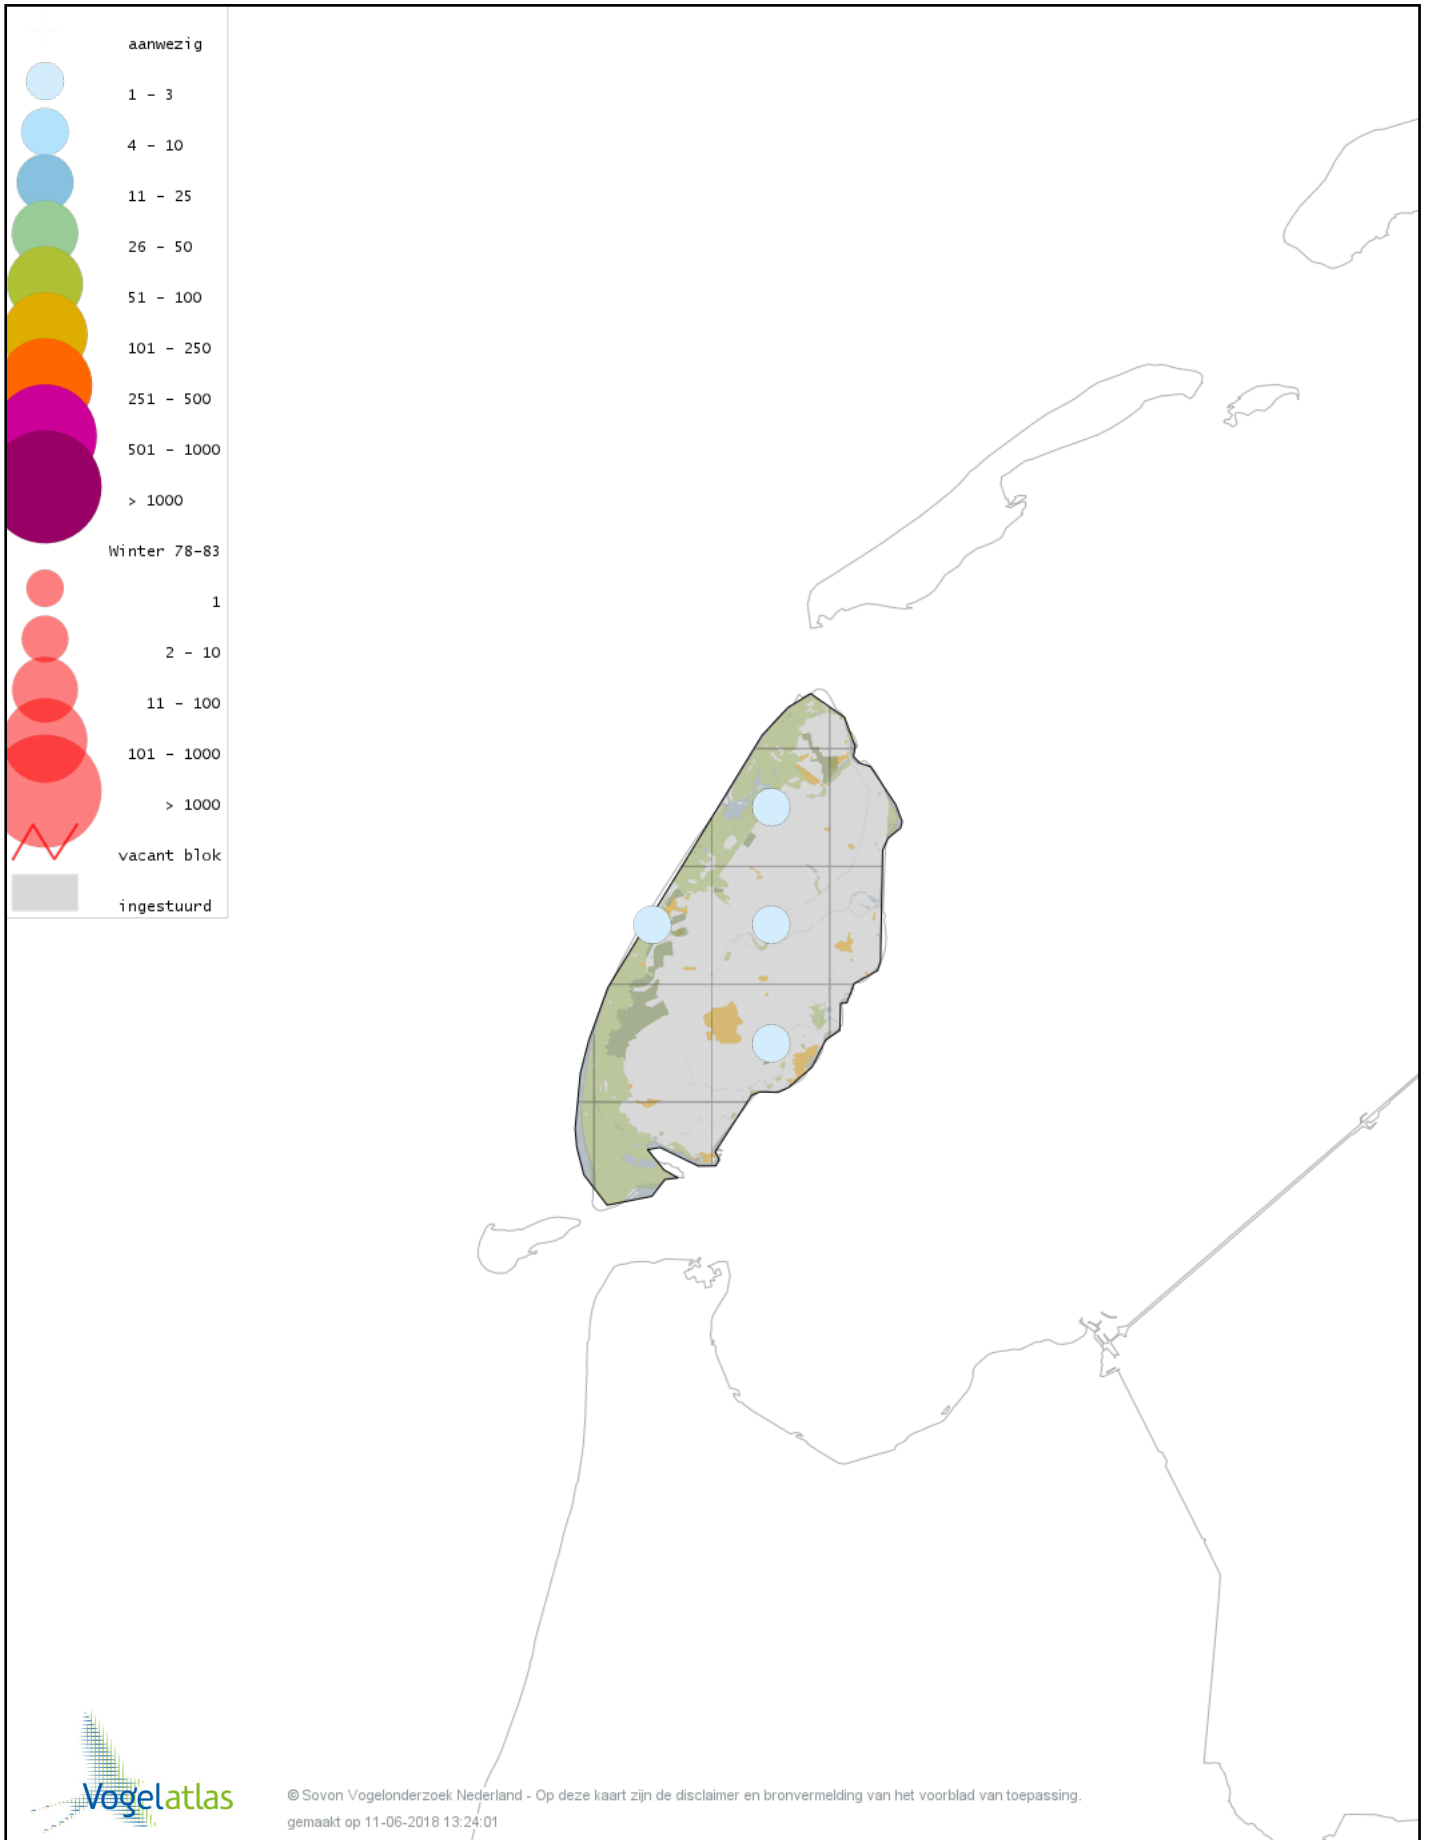 aanwezig
1 - 3
4 - 10
11 - 25
26 - 50
51 - 100
101 - 250
251 - 500
501 - 1000
> 1000
Winter 78-83
1
2 - 10
11 - 100
101 - 1000
> 1000
vacant blok
ingestuurd
Vogelatlas
© Sovon Vogelonderzoek Nederland - Op deze kaart zijn de disclaimer en bronvermelding van het voorblad van toepassing.
gemaakt op 11-06-2018 13:24:01